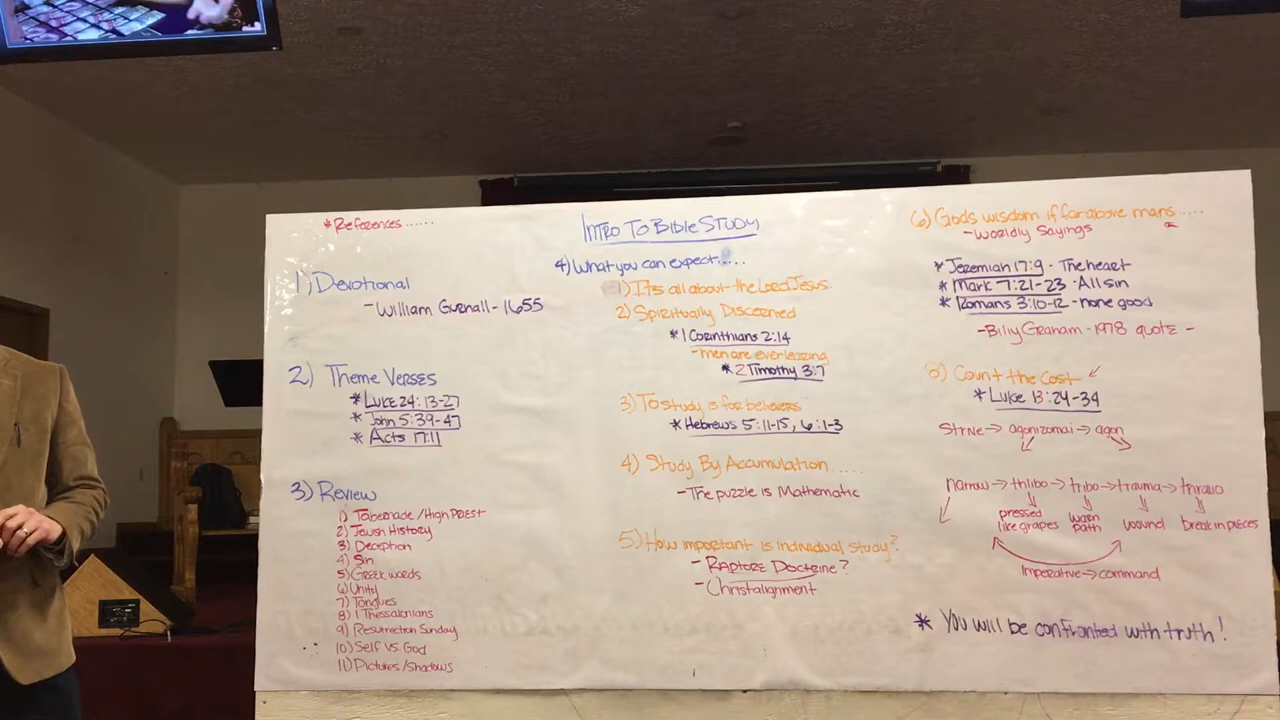 *References......
Intro To Bible STUDY
1) Devotional
-William Gurnall-1655
2) Theme Verses
*LUKE 24:13-27
*John 5:39-47
*Acts 17:11
3) Review
1) Tabernacle/High PRIEST
2) Jewish History
3) Deception
4) Sin
5) Greek words
6) Unity
7) Tongues
8) 1 Thessalonians
9) Resurrection Sunday
10) Self vs. God
11) Pictures/Shadows
4) What you can expect.....
1) It's all about the Lord Jesus
2) Spiritually Discerned
*1 Corinthians 2:14
-men are ever learning
*2 Timothy 3:7
3) To study is for believers
*Hebrews 5:11-15, 6:1-3
4) Study By Accumulation.....
-The puzzle is Mathematic
5) How important is individual study?
-RAPTURE Doctrine?
-Christalignment
6) Gods wisdom if far above mans....
-Worldly Sayings
*Jeremiah 17:9 - The heart
*Mark 7:21-23 - All sin
*Romans 3:10-12 - none good
-Billy Graham-1978 quote-
Count the Cost
*Luke 13:24-34
Strive→agonizomai→agon
narrow→thlibo→tribo→trauma→thrauo
pressed like grapes
worn path
wound
break in pieces
Imperative→command
*You will be confronted with truth!